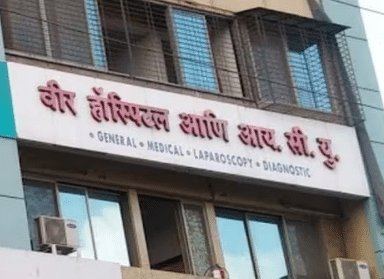 वीर हॉस्पिटल आणि आय. सी. यु.
• GENERAL • MEDICAL • LAPAROSCOPY • DIAGNOSTIC